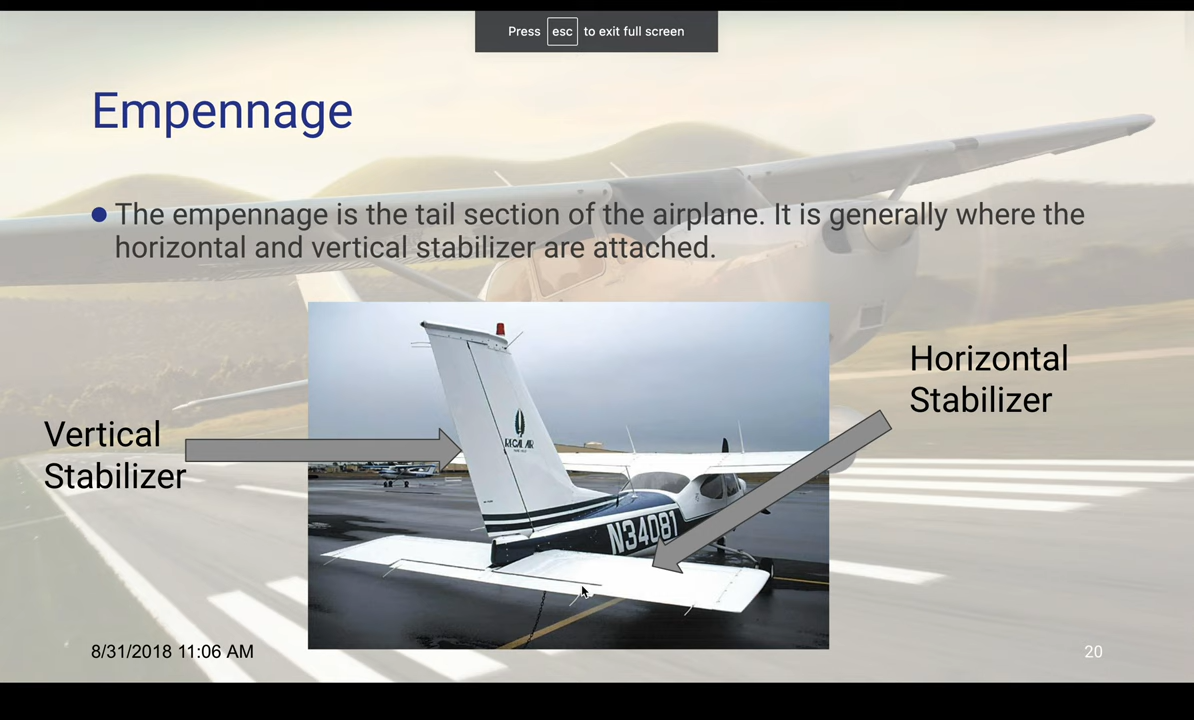 Press esc to exit full screen
Empennage
The empennage is the tail section of the airplane. It is generally where the
horizontal and vertical stabilizer are attached.
Horizontal
Stabilizer
Vertical
Stabilizer
N34081
8/31/2018 11:06 AM
20